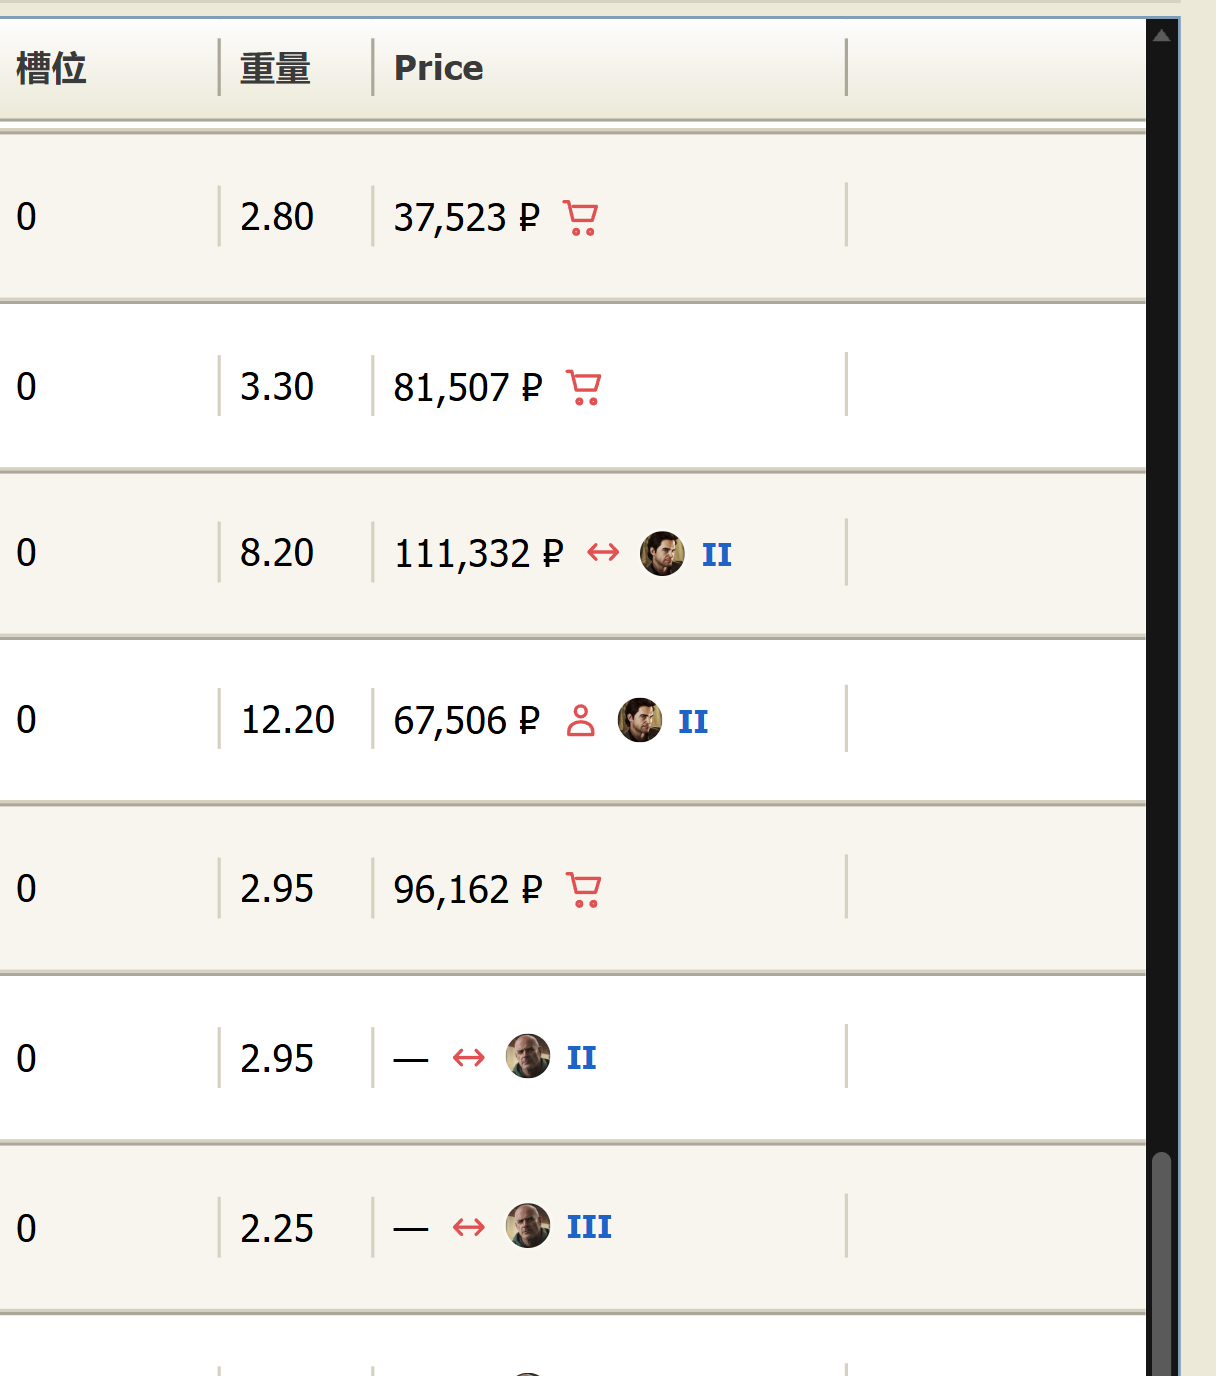 槽位 重量 Price
0 2.80 37,523 ₽
0 3.30 81,507 ₽
0 8.20 111,332 ₽ II
0 12.20 67,506 ₽ II
0 2.95 96,162 ₽
0 2.95 — II
0 2.25 — III